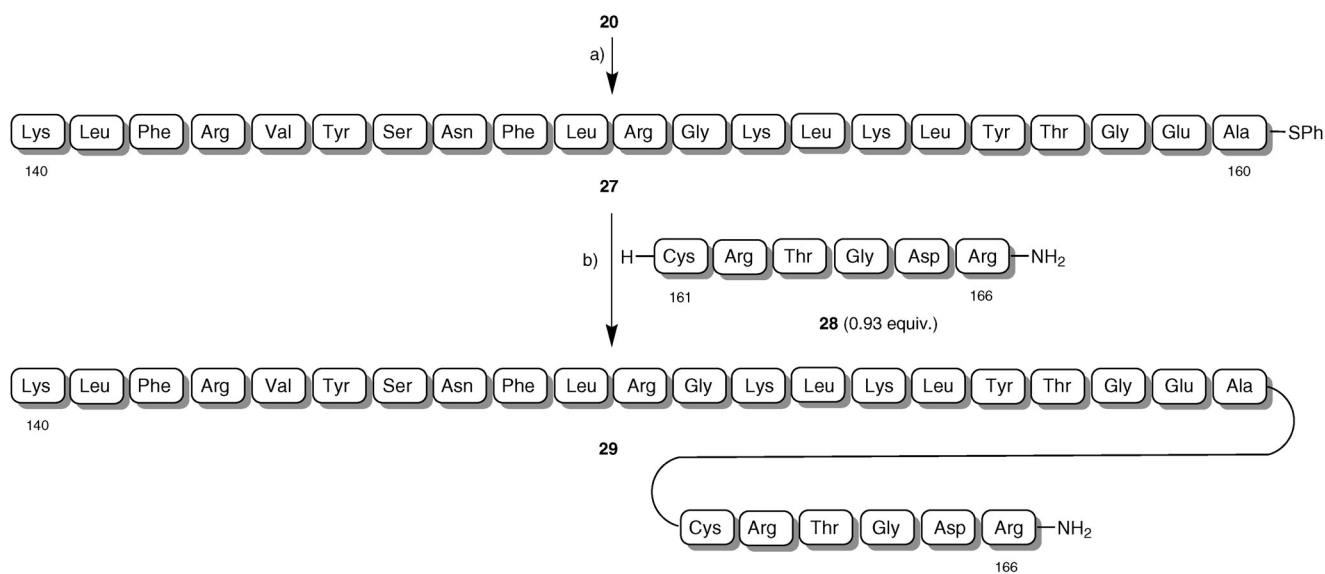 20
a)
Lys Leu Phe Arg Val Tyr Ser Asn Phe Leu Arg Gly Lys Leu Lys Leu Tyr Thr Gly Glu Ala SPh
140 160
27
b) H Cys Arg Thr Gly Asp Arg NH2
161 166
28 (0.93 equiv.)
Lys Leu Phe Arg Val Tyr Ser Asn Phe Leu Arg Gly Lys Leu Lys Leu Tyr Thr Gly Glu Ala
140
29
Cys Arg Thr Gly Asp Arg NH2
166